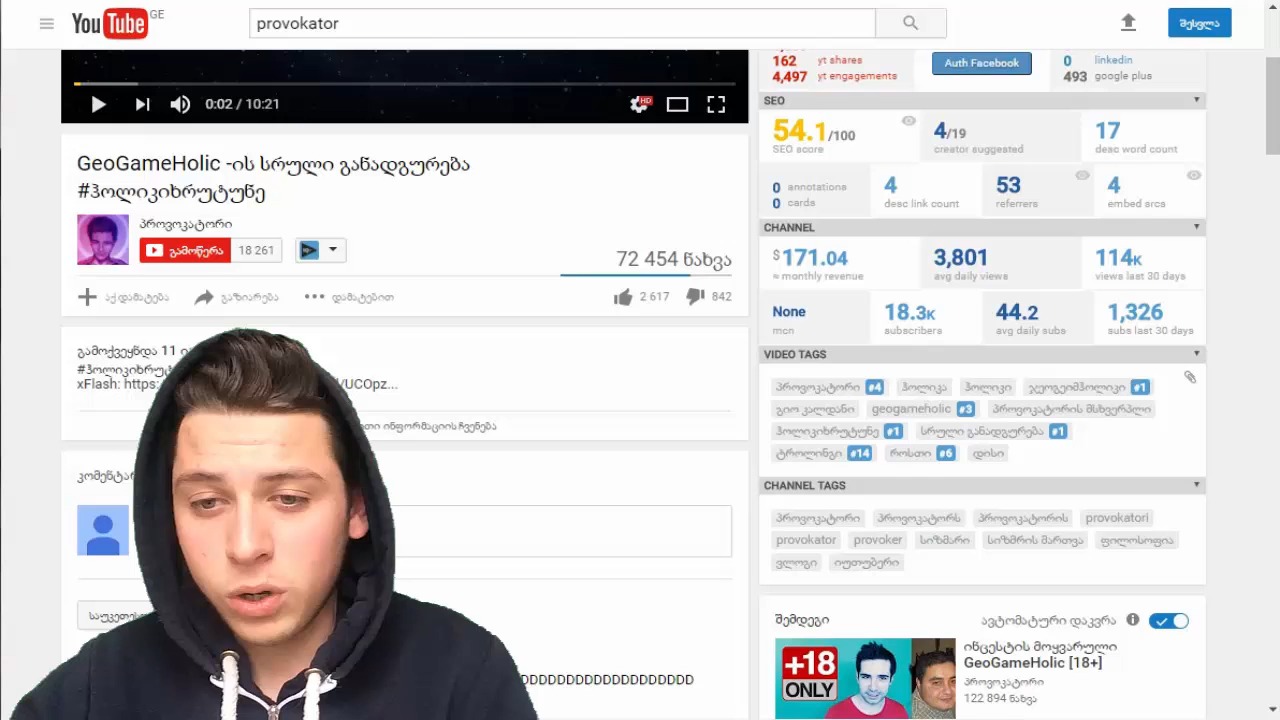 YouTube GE
provokator
შესვლა
0:02 / 10:21
HD
GeoGameHolic -ის სრული განადგურება
#ჰოლიკიხრუტუნე
პროვოკატორი
გამოწერა 18 261
72 454 ნახვა
აქ დამატება გაზიარება დამატებით
2 617 842
გამოქვეყნდა 11
xFlash: https: /UCOpz...
ინფორმაციის ჩვენება
DDDDDDDDDDDDDDDDDDD
162 yt shares
4,497 yt engagements
Auth Facebook
0 linkedin
493 google plus
SEO
54.1/100
SEO score
4/19
creator suggested
17
desc word count
0 annotations
0 cards
4
desc link count
53
referrers
4
embed srcs
CHANNEL
$171.04
≈ monthly revenue
3,801
avg daily views
114K
views last 30 days
None
mcn
18.3K
subscribers
44.2
avg daily subs
1,326
subs last 30 days
VIDEO TAGS
პროვოკატორი #4 ჰოლიკა ჰოლიკი ჯეოგეიმჰოლიკი #1
გიო კალდანი geogameholic #3 პროვოკატორის მსხვერპლი
ჰოლიკიხრუტუნე #1 სრული განადგურება #1
ტროლინგი #14 როსთი #6 დისი
CHANNEL TAGS
პროვოკატორი პროვოკატორს პროვოკატორის provokatori
provokator provoker სიზმარი სიზმრის მართვა ფილოსოფია
ვლოგი იუთუბერი
შემდეგი
ავტომატური დაკვრა
+18
ONLY
ინცესტის მოყვარული
GeoGameHolic [18+]
პროვოკატორი
122 894 ნახვა